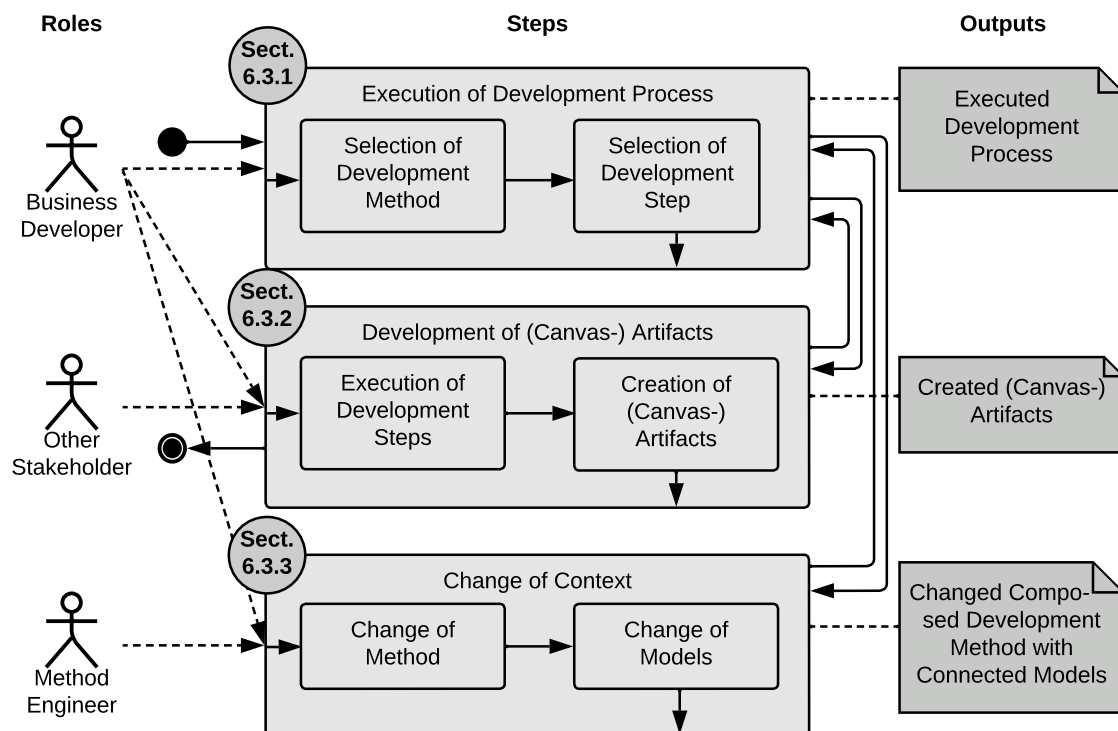 Roles
Steps
Outputs
Sect.
6.3.1
Execution of Development Process
Selection of
Development
Method
Selection of
Development
Step
Executed
Development
Process
Business
Developer
Sect.
6.3.2
Development of (Canvas-) Artifacts
Execution of
Development
Steps
Creation of
(Canvas-)
Artifacts
Created (Canvas-)
Artifacts
Other
Stakeholder
Sect.
6.3.3
Change of Context
Change of
Method
Change of
Models
Changed Compo-
sed Development
Method with
Connected Models
Method
Engineer